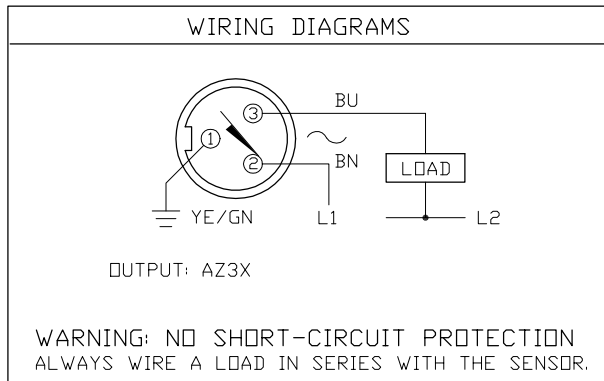 WIRING DIAGRAMS
3
BU
1
2
BN
LOAD
YE/GN
L1
L2
OUTPUT: AZ3X
WARNING: NO SHORT-CIRCUIT PROTECTION
ALWAYS WIRE A LOAD IN SERIES WITH THE SENSOR.